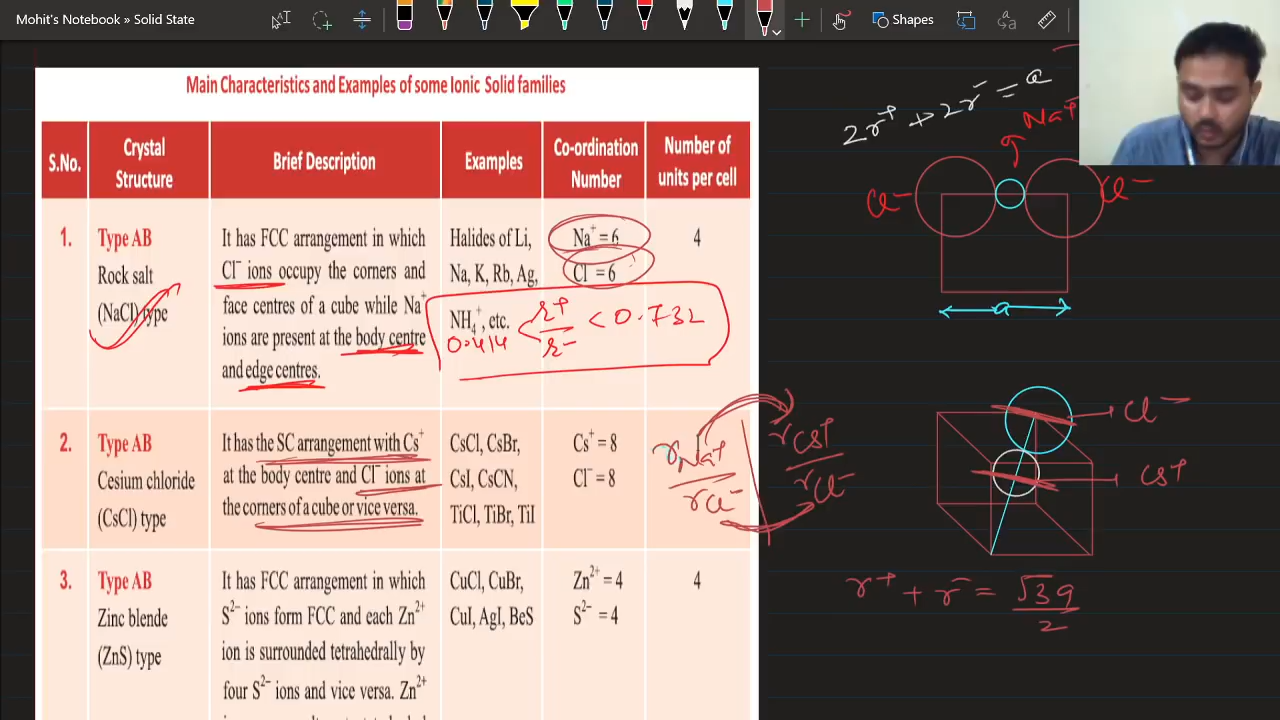 Mohit's Notebook » Solid State
Shapes
Main Characteristics and Examples of some Ionic Solid families
S.No.
Crystal
Structure
Brief Description
Examples
Co-ordination
Number
Number of
units per cell
1.
Type AB
Rock salt
(NaCl) type
It has FCC arrangement in which
Cl⁻ ions occupy the corners and
face centres of a cube while Na⁺
ions are present at the body centre
and edge centres.
Halides of Li,
Na, K, Rb, Ag,
NH₄⁺, etc.
Na⁺ = 6
Cl⁻ = 6
4
0.414 < r⁺/r⁻ < 0.732
2.
Type AB
Cesium chloride
(CsCl) type
It has the SC arrangement with Cs⁺
at the body centre and Cl⁻ ions at
the corners of a cube or vice versa.
CsCl, CsBr,
CsI, CsCN,
TiCl, TiBr, TiI
Cs⁺ = 8
Cl⁻ = 8
rNa⁺
rCl⁻
rCs⁺
rCl⁻
3.
Type AB
Zinc blende
(ZnS) type
It has FCC arrangement in which
S²⁻ ions form FCC and each Zn²⁺
ion is surrounded tetrahedrally by
four S²⁻ ions and vice versa. Zn²⁺
CuCl, CuBr,
CuI, AgI, BeS
Zn²⁺ = 4
S²⁻ = 4
4
2r⁺ + 2r⁻ = a
Na⁺
Cl⁻
Cl⁻
a
Cl⁻
Cs⁺
r⁺ + r⁻ = √3a/2